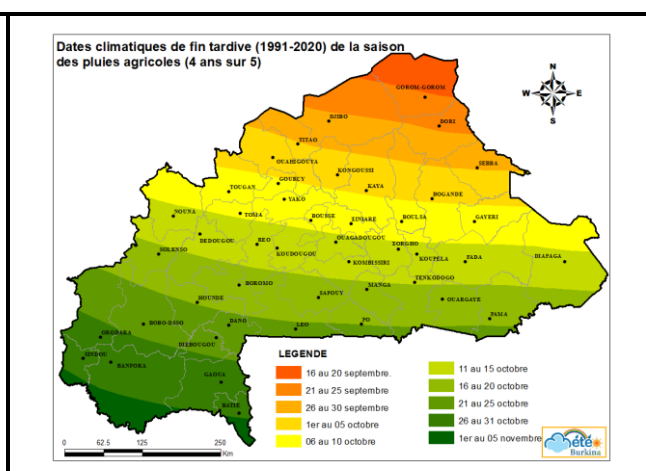 Dates climatiques de fin tardive (1991-2020) de la saison
des pluies agricoles (4 ans sur 5)
N
W
E
S
GOROM-GOROM
DJIBO
DORI
TITAO
OUAHIGOUYA
SEBBA
KONGOUSSI
GOURCY
KAYA
TOUGAN
YAKO
BOGANDE
NOUNA
TOMA
BOUSSE
ZINIARE
BOULSA
GAYERI
DEDOUGOU
REO
OUAGADOUGOU
SOLENSO
KOUDOUGOU
ZORGHO
KOUPELA
FADA
DIAPAGA
KOMBISSIRI
TENKODOGO
BOROMO
MANGA
SAPOUY
HOUNDE
OUARGAYE
BOBO-DSSO
DANO
LEO
PO
PAMA
ORODARA
DIEBOUGOU
SINDOU
BANFORA
GAOUA
BATIE
LEGENDE
16 au 20 septembre.
21 au 25 septembre
26 au 30 septembre
1er au 05 octobre
06 au 10 octobre
11 au 15 octobre
16 au 20 octobre
21 au 25 octobre
26 au 31 octobre
1er au 05 novembre
0 62.5 125 250
Km
météo
Burkina